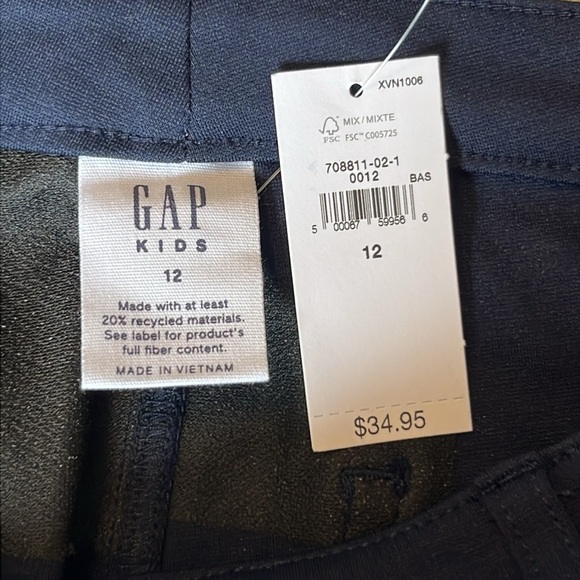 GAP
KIDS
12
Made with at least
20% recycled materials.
See label for product's
full fiber content.
MADE IN VIETNAM
XVN1006
FSC
MIX/MIXTE
FSC™ C005725
708811-02-1
0012 BAS
5 00067 59956 6
12
$34.95